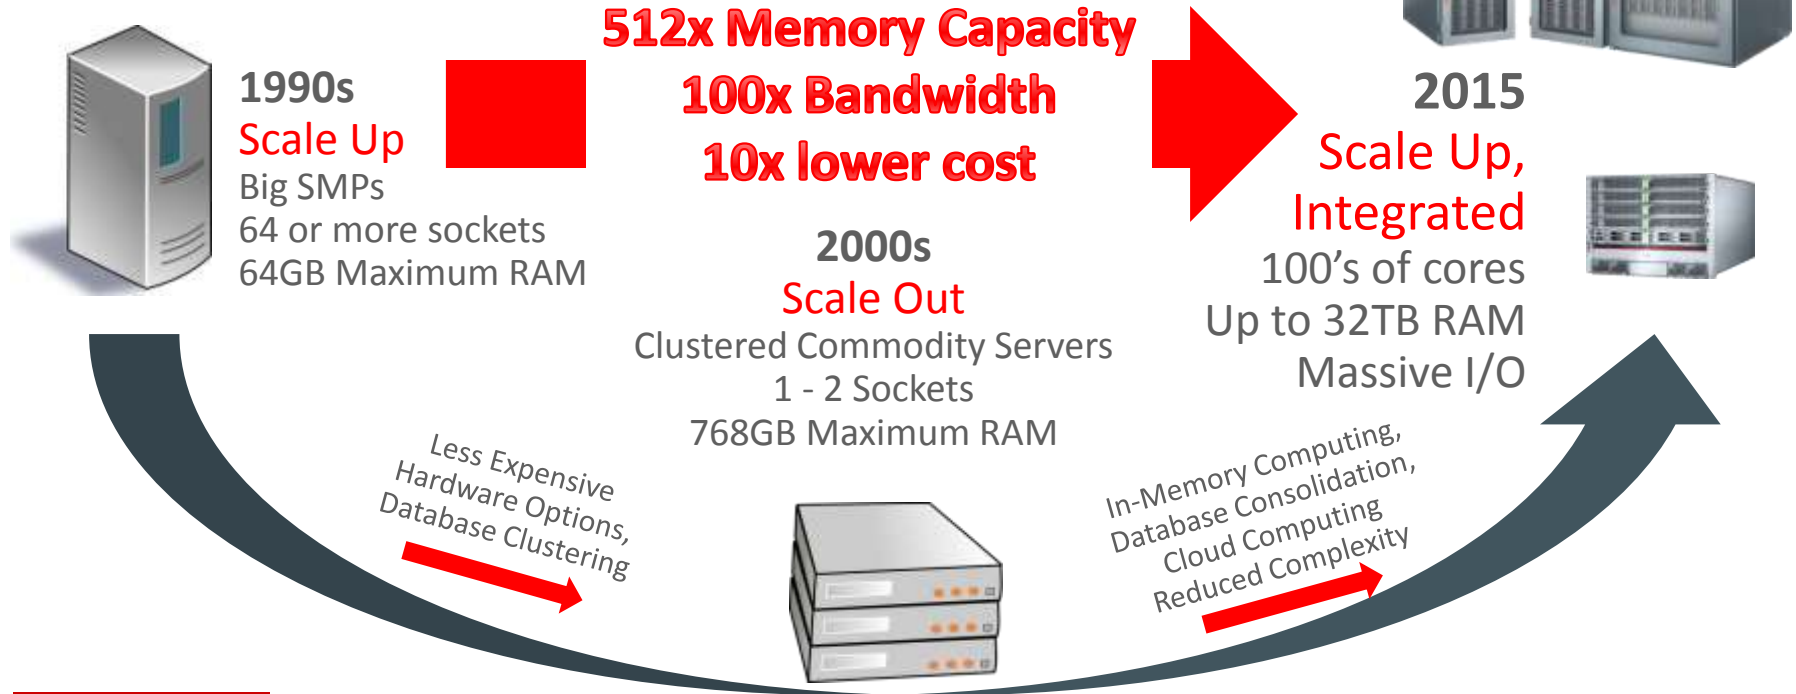 512x Memory Capacity
100x Bandwidth
10x lower cost
1990s
Scale Up
Big SMPs
64 or more sockets
64GB Maximum RAM
2000s
Scale Out
Clustered Commodity Servers
1 - 2 Sockets
768GB Maximum RAM
2015
Scale Up,
Integrated
100’s of cores
Up to 32TB RAM
Massive I/O
Less Expensive
Hardware Options,
Database Clustering
In-Memory Computing,
Database Consolidation,
Cloud Computing
Reduced Complexity